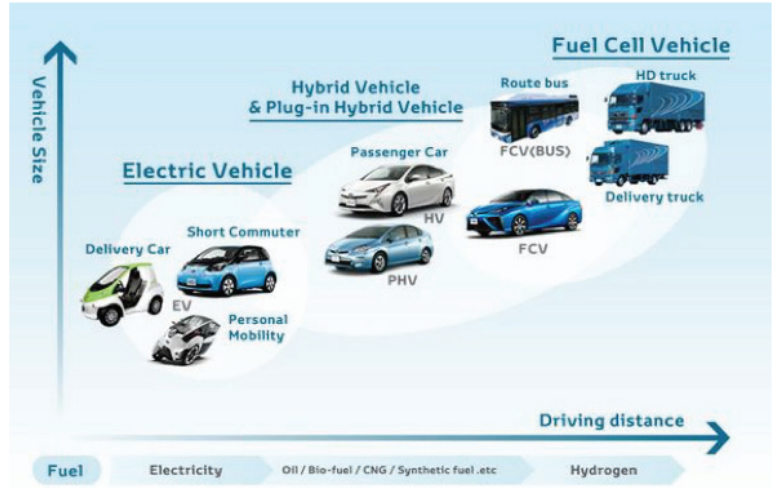 Fuel Cell Vehicle
Route bus
HD truck
Hybrid Vehicle
& Plug-in Hybrid Vehicle
Vehicle Size
FCV(BUS)
Passenger Car
Electric Vehicle
Delivery truck
HV
Short Commuter
Delivery Car
FCV
PHV
EV
Personal
Mobility
Driving distance
Fuel
Electricity
Oil / Bio-fuel / CNG / Synthetic fuel .etc
Hydrogen